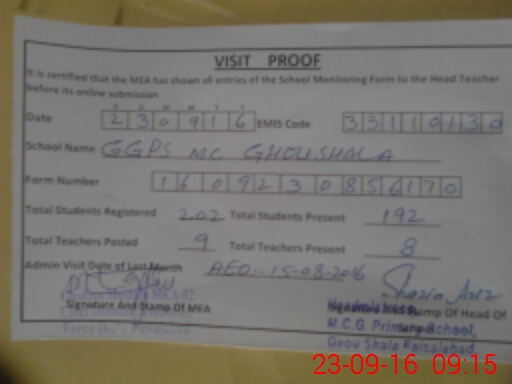 VISIT PROOF
It is certified that the MEA has shown all entries of the School Monitoring Form to the Head Teacher
before its online submission
D D M M Y Y
Date 2 3 0 9 1 6 EMIS Code 3 3 1 1 0 1 3 0
School Name GGPS MC GHOUSHALA
Form Number 1 6 0 9 2 3 0 8 5 6 1 7 0
Total Students Registered 202 Total Students Present 192
Total Teachers Posted 9 Total Teachers Present 8
Admin Visit Date of Last Month AEO:- 15-08-2016
Shazia Aziz
Signature And Stamp Of MEA Signature And Stamp Of Head Of
Headmistress,
M.C.G. Primary School,
Gaou Shala Faisalabad
23-09-16 09:15